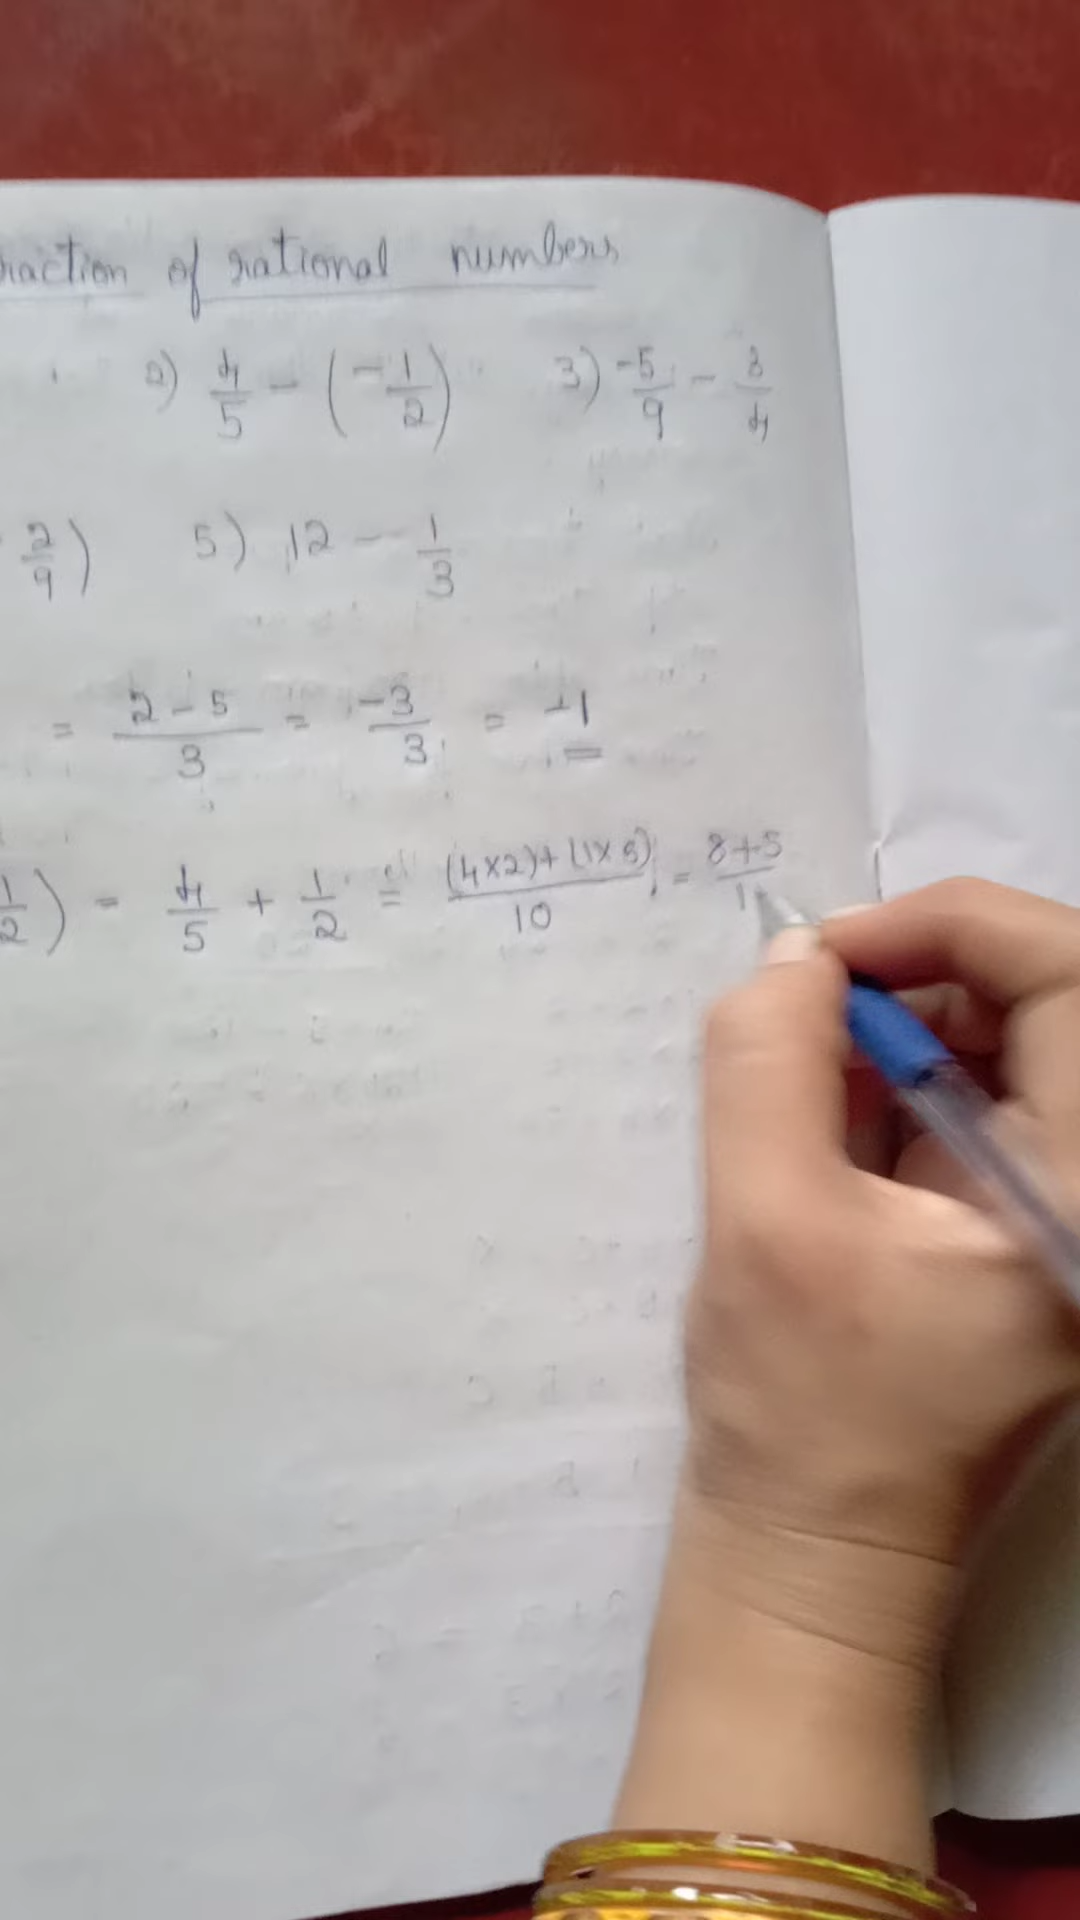 raction of rational numbers
2) 4/5 - (-1/2) 3) -5/9 - 3/4
2/9) 5) 12 - 1/3
= 2-5/3 = -3/3 = -1
1/2) = 4/5 + 1/2 = (4×2)+(1×5)/10 = 8+5/1